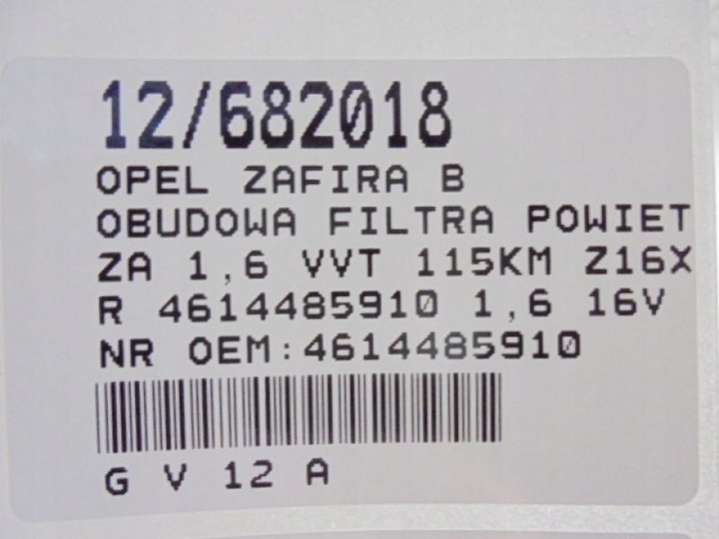 12/682018
OPEL ZAFIRA B
OBUDOWA FILTRA POWIET
ZA 1,6 VVT 115KM Z16X
R 4614485910 1,6 16V
NR OEM:4614485910
G V 12 A